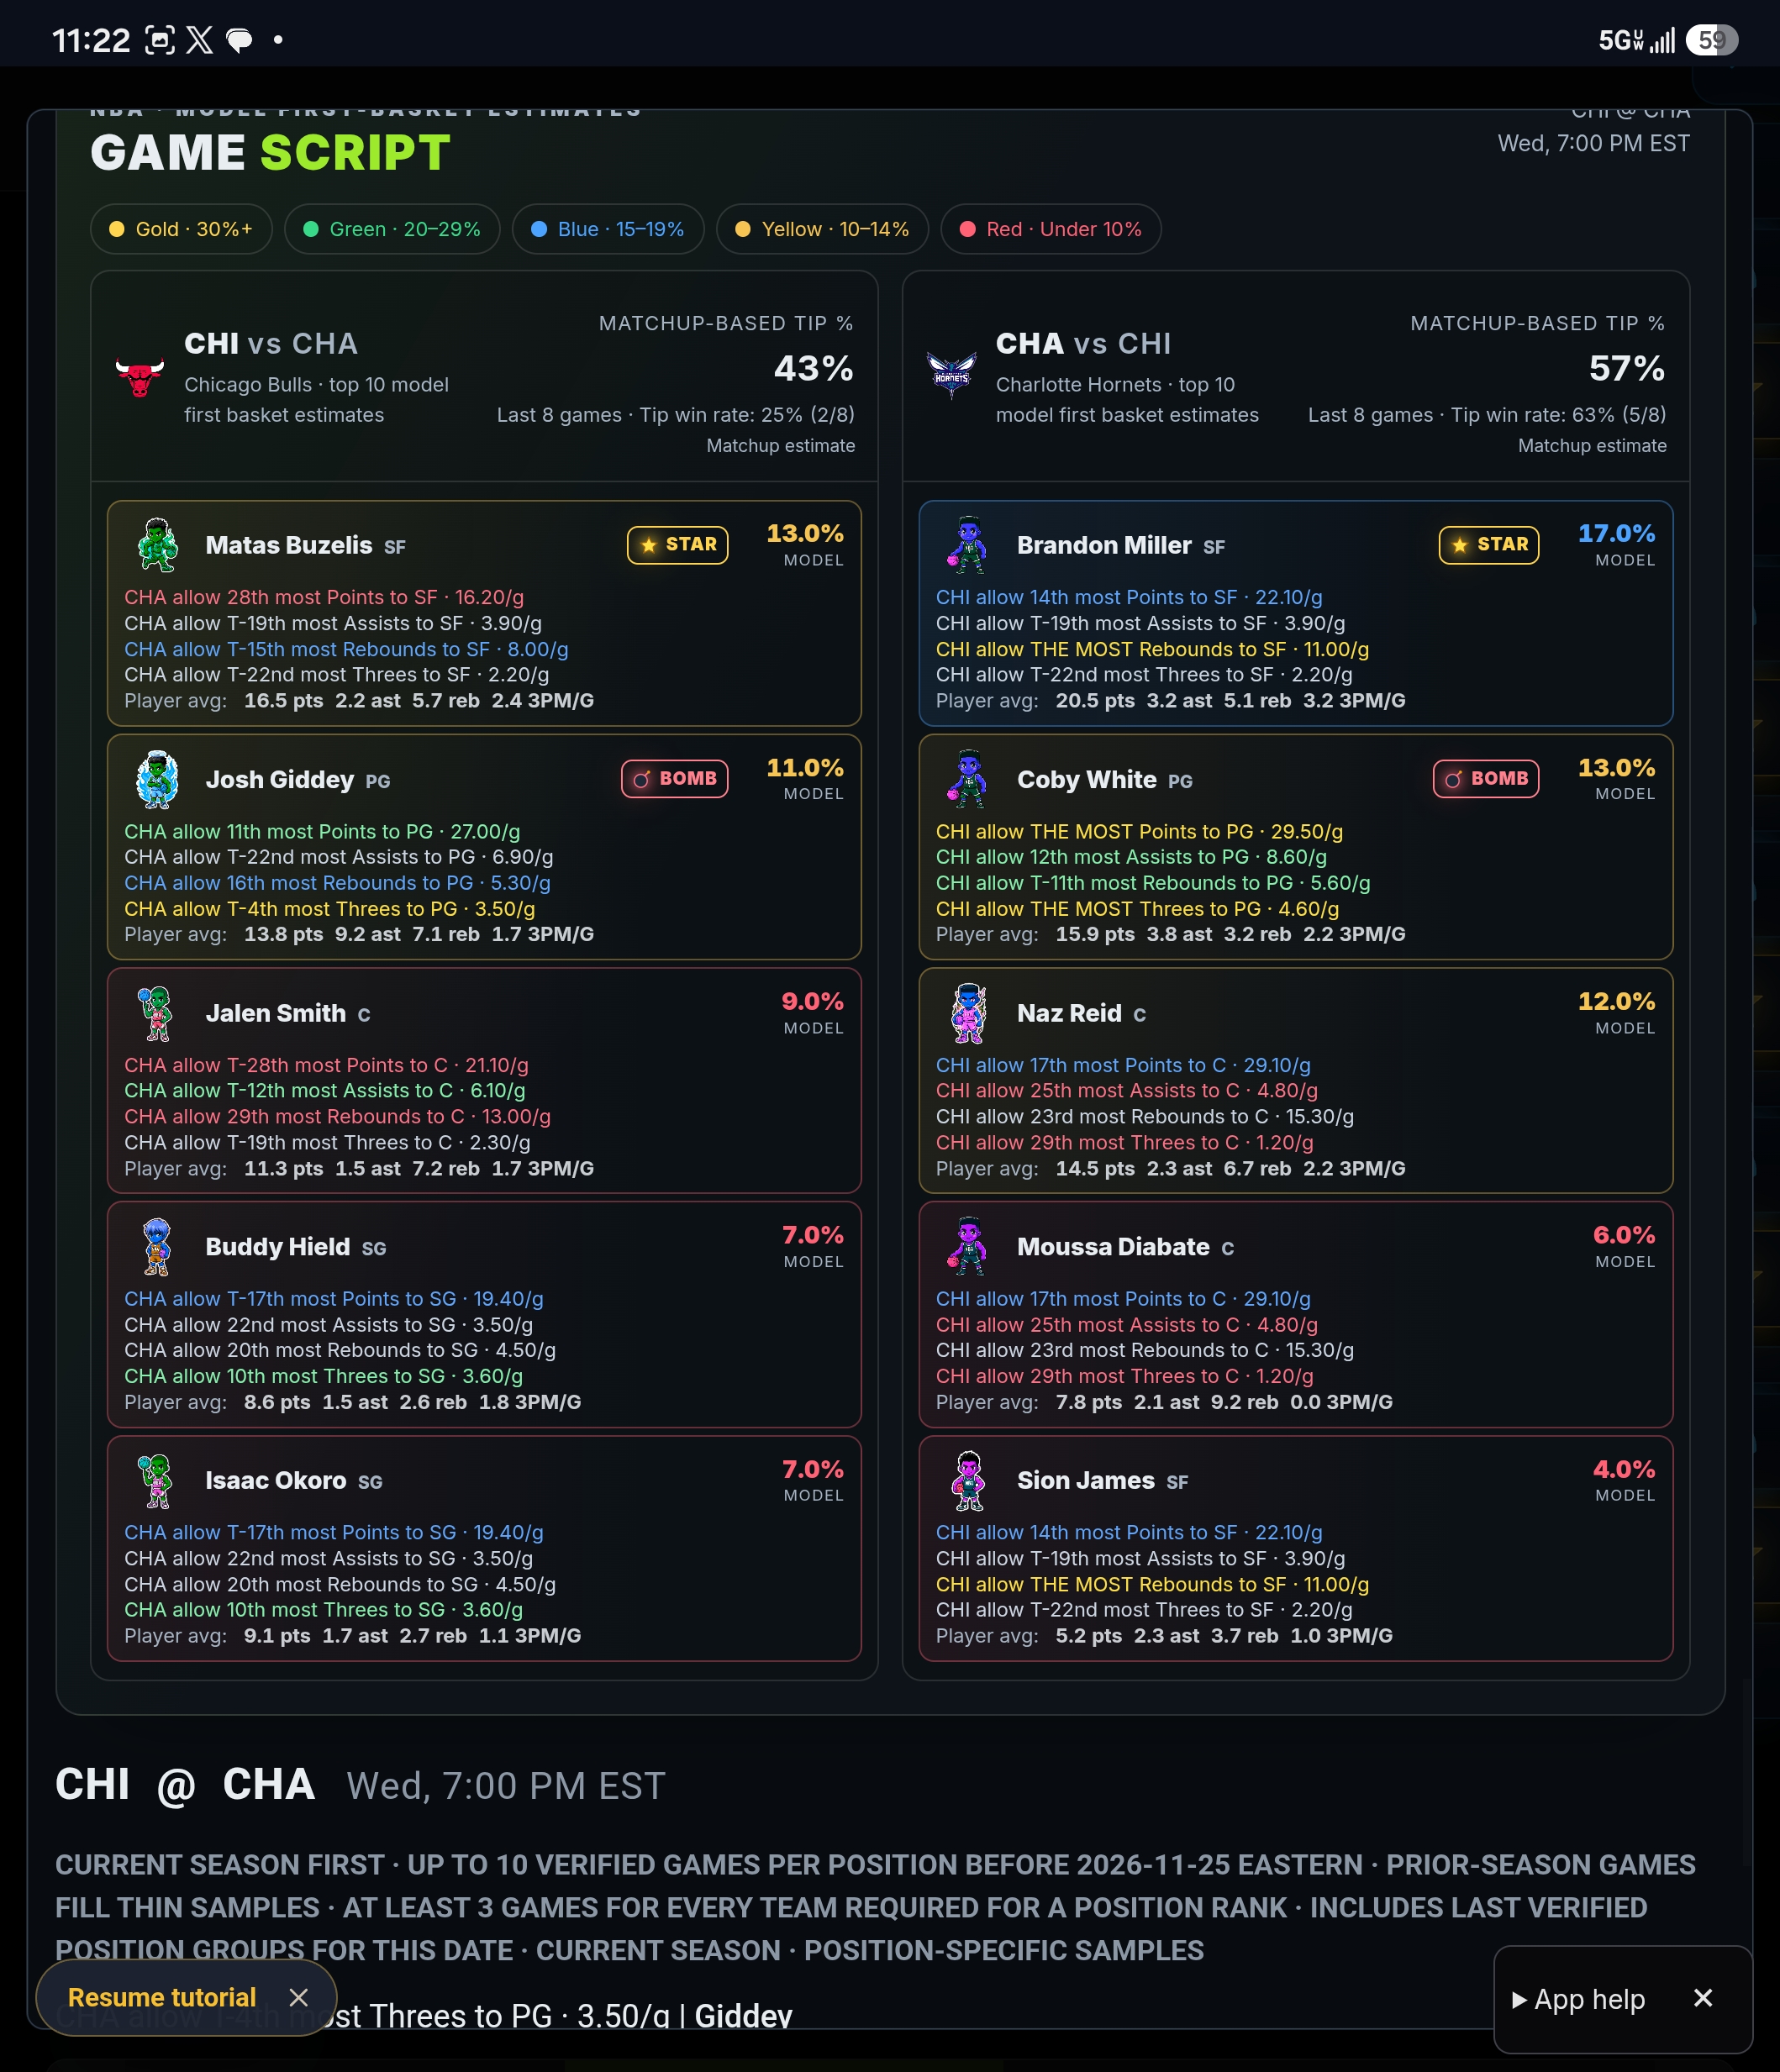 11:22
5G UW
59
NBA · MODEL FIRST-BASKET ESTIMATES
CHI @ CHA
GAME SCRIPT
Wed, 7:00 PM EST
Gold · 30%+
Green · 20–29%
Blue · 15–19%
Yellow · 10–14%
Red · Under 10%
CHI vs CHA
Chicago Bulls · top 10 model
first basket estimates
MATCHUP-BASED TIP %
43%
Last 8 games · Tip win rate: 25% (2/8)
Matchup estimate
Matas Buzelis SF
STAR
13.0%
MODEL
CHA allow 28th most Points to SF · 16.20/g
CHA allow T-19th most Assists to SF · 3.90/g
CHA allow T-15th most Rebounds to SF · 8.00/g
CHA allow T-22nd most Threes to SF · 2.20/g
Player avg: 16.5 pts 2.2 ast 5.7 reb 2.4 3PM/G
Josh Giddey PG
BOMB
11.0%
MODEL
CHA allow 11th most Points to PG · 27.00/g
CHA allow T-22nd most Assists to PG · 6.90/g
CHA allow 16th most Rebounds to PG · 5.30/g
CHA allow T-4th most Threes to PG · 3.50/g
Player avg: 13.8 pts 9.2 ast 7.1 reb 1.7 3PM/G
Jalen Smith C
9.0%
MODEL
CHA allow T-28th most Points to C · 21.10/g
CHA allow T-12th most Assists to C · 6.10/g
CHA allow 29th most Rebounds to C · 13.00/g
CHA allow T-19th most Threes to C · 2.30/g
Player avg: 11.3 pts 1.5 ast 7.2 reb 1.7 3PM/G
Buddy Hield SG
7.0%
MODEL
CHA allow T-17th most Points to SG · 19.40/g
CHA allow 22nd most Assists to SG · 3.50/g
CHA allow 20th most Rebounds to SG · 4.50/g
CHA allow 10th most Threes to SG · 3.60/g
Player avg: 8.6 pts 1.5 ast 2.6 reb 1.8 3PM/G
Isaac Okoro SG
7.0%
MODEL
CHA allow T-17th most Points to SG · 19.40/g
CHA allow 22nd most Assists to SG · 3.50/g
CHA allow 20th most Rebounds to SG · 4.50/g
CHA allow 10th most Threes to SG · 3.60/g
Player avg: 9.1 pts 1.7 ast 2.7 reb 1.1 3PM/G
HORNETS
CHA vs CHI
Charlotte Hornets · top 10
model first basket estimates
MATCHUP-BASED TIP %
57%
Last 8 games · Tip win rate: 63% (5/8)
Matchup estimate
Brandon Miller SF
STAR
17.0%
MODEL
CHI allow 14th most Points to SF · 22.10/g
CHI allow T-19th most Assists to SF · 3.90/g
CHI allow THE MOST Rebounds to SF · 11.00/g
CHI allow T-22nd most Threes to SF · 2.20/g
Player avg: 20.5 pts 3.2 ast 5.1 reb 3.2 3PM/G
Coby White PG
BOMB
13.0%
MODEL
CHI allow THE MOST Points to PG · 29.50/g
CHI allow 12th most Assists to PG · 8.60/g
CHI allow T-11th most Rebounds to PG · 5.60/g
CHI allow THE MOST Threes to PG · 4.60/g
Player avg: 15.9 pts 3.8 ast 3.2 reb 2.2 3PM/G
Naz Reid C
12.0%
MODEL
CHI allow 17th most Points to C · 29.10/g
CHI allow 25th most Assists to C · 4.80/g
CHI allow 23rd most Rebounds to C · 15.30/g
CHI allow 29th most Threes to C · 1.20/g
Player avg: 14.5 pts 2.3 ast 6.7 reb 2.2 3PM/G
Moussa Diabate C
6.0%
MODEL
CHI allow 17th most Points to C · 29.10/g
CHI allow 25th most Assists to C · 4.80/g
CHI allow 23rd most Rebounds to C · 15.30/g
CHI allow 29th most Threes to C · 1.20/g
Player avg: 7.8 pts 2.1 ast 9.2 reb 0.0 3PM/G
Sion James SF
4.0%
MODEL
CHI allow 14th most Points to SF · 22.10/g
CHI allow T-19th most Assists to SF · 3.90/g
CHI allow THE MOST Rebounds to SF · 11.00/g
CHI allow T-22nd most Threes to SF · 2.20/g
Player avg: 5.2 pts 2.3 ast 3.7 reb 1.0 3PM/G
CHI @ CHA Wed, 7:00 PM EST
CURRENT SEASON FIRST · UP TO 10 VERIFIED GAMES PER POSITION BEFORE 2026-11-25 EASTERN · PRIOR-SEASON GAMES
FILL THIN SAMPLES · AT LEAST 3 GAMES FOR EVERY TEAM REQUIRED FOR A POSITION RANK · INCLUDES LAST VERIFIED
POSITION GROUPS FOR THIS DATE · CURRENT SEASON · POSITION-SPECIFIC SAMPLES
CHA allow T-4th most Threes to PG · 3.50/g | Giddey
Resume tutorial
App help